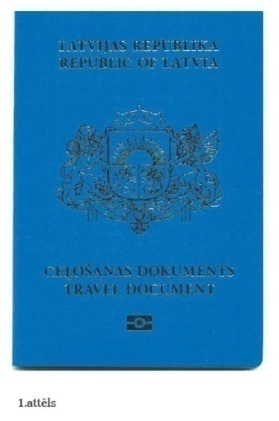 LATVIJAS REPUBLIKA
REPUBLIC OF LATVIA
CEĻOŠANAS DOKUMENTS
TRAVEL DOCUMENT
1.attēls